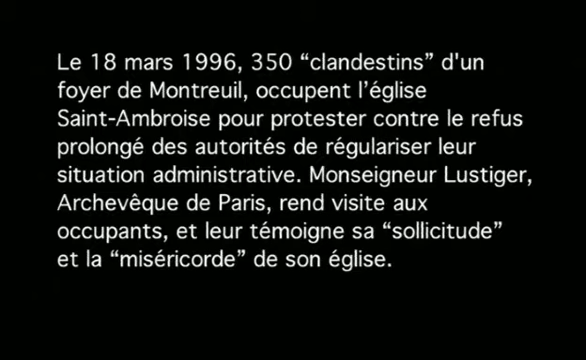 Le 18 mars 1996, 350 “clandestins” d'un
foyer de Montreuil, occupent l’église
Saint-Ambroise pour protester contre le refus
prolongé des autorités de régulariser leur
situation administrative. Monseigneur Lustiger,
Archevêque de Paris, rend visite aux
occupants, et leur témoigne sa “sollicitude”
et la “miséricorde” de son église.